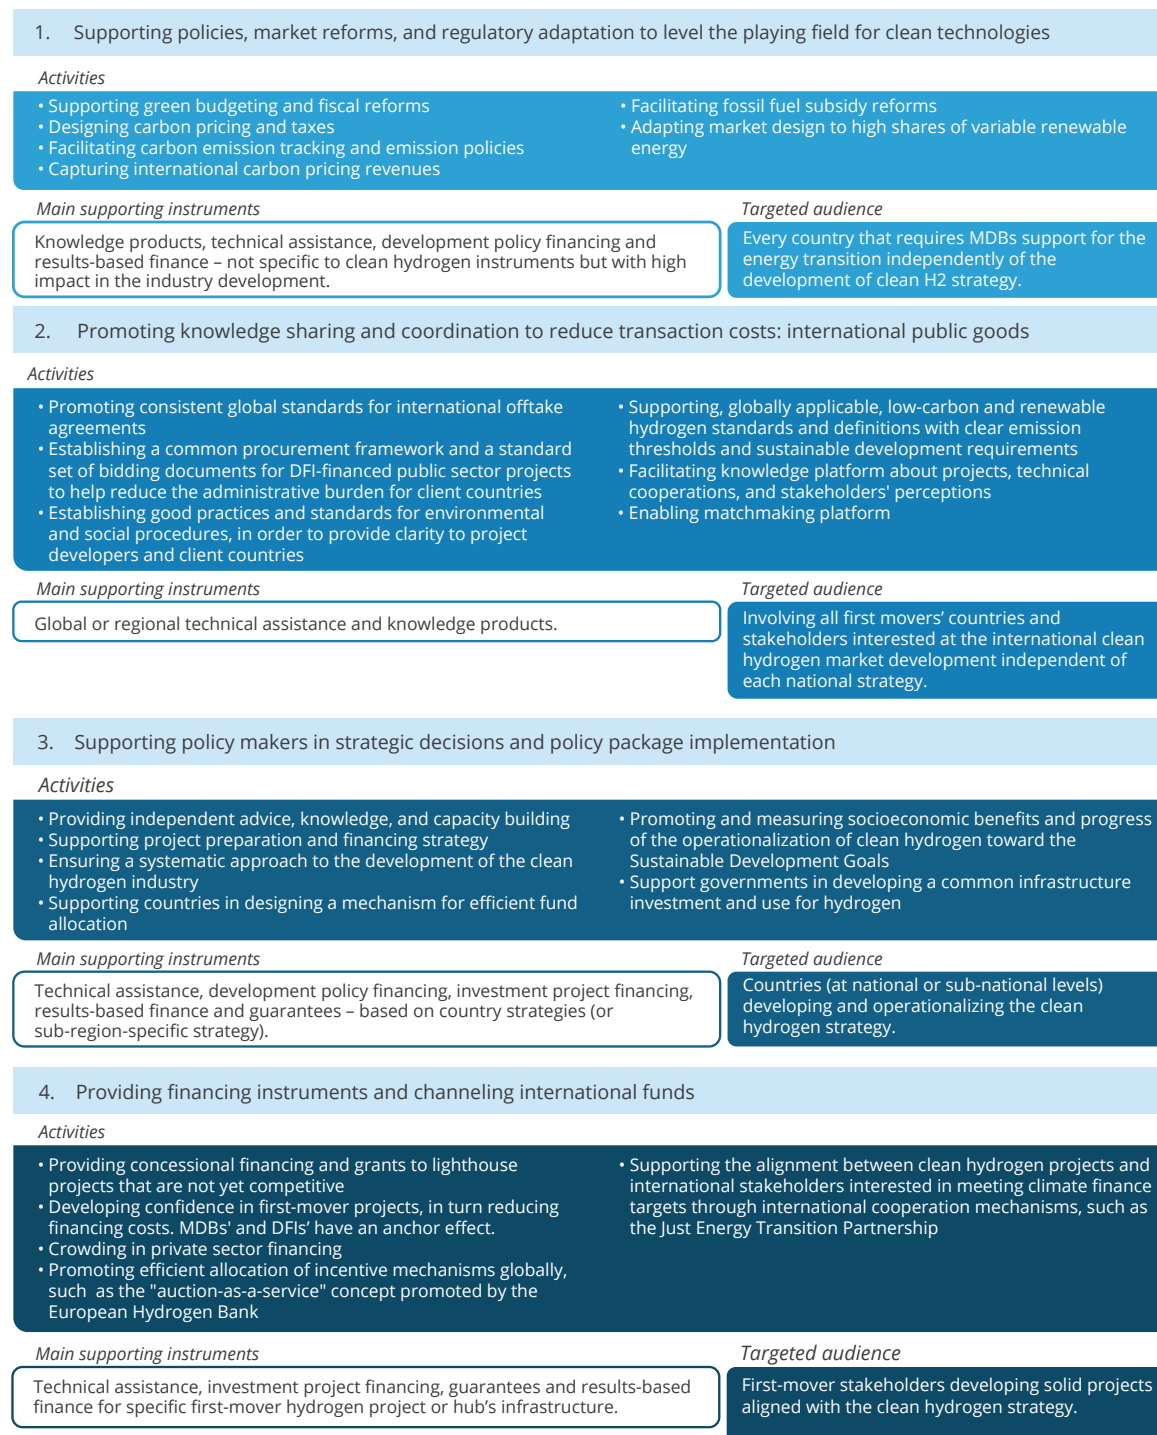 1. Supporting policies, market reforms, and regulatory adaptation to level the playing field for clean technologies
Activities
• Supporting green budgeting and fiscal reforms
• Designing carbon pricing and taxes
• Facilitating carbon emission tracking and emission policies
• Capturing international carbon pricing revenues
• Facilitating fossil fuel subsidy reforms
• Adapting market design to high shares of variable renewable
energy
Main supporting instruments
Knowledge products, technical assistance, development policy financing and
results-based finance – not specific to clean hydrogen instruments but with high
impact in the industry development.
Targeted audience
Every country that requires MDBs support for the
energy transition independently of the
development of clean H2 strategy.
2. Promoting knowledge sharing and coordination to reduce transaction costs: international public goods
Activities
• Promoting consistent global standards for international offtake
agreements
• Establishing a common procurement framework and a standard
set of bidding documents for DFI-financed public sector projects
to help reduce the administrative burden for client countries
• Establishing good practices and standards for environmental
and social procedures, in order to provide clarity to project
developers and client countries
• Supporting, globally applicable, low-carbon and renewable
hydrogen standards and definitions with clear emission
thresholds and sustainable development requirements
• Facilitating knowledge platform about projects, technical
cooperations, and stakeholders' perceptions
• Enabling matchmaking platform
Main supporting instruments
Global or regional technical assistance and knowledge products.
Targeted audience
Involving all first movers’ countries and
stakeholders interested at the international clean
hydrogen market development independent of
each national strategy.
3. Supporting policy makers in strategic decisions and policy package implementation
Activities
• Providing independent advice, knowledge, and capacity building
• Supporting project preparation and financing strategy
• Ensuring a systematic approach to the development of the clean
hydrogen industry
• Supporting countries in designing a mechanism for efficient fund
allocation
• Promoting and measuring socioeconomic benefits and progress
of the operationalization of clean hydrogen toward the
Sustainable Development Goals
• Support governments in developing a common infrastructure
investment and use for hydrogen
Main supporting instruments
Technical assistance, development policy financing, investment project financing,
results-based finance and guarantees – based on country strategies (or
sub-region-specific strategy).
Targeted audience
Countries (at national or sub-national levels)
developing and operationalizing the clean
hydrogen strategy.
4. Providing financing instruments and channeling international funds
Activities
• Providing concessional financing and grants to lighthouse
projects that are not yet competitive
• Developing confidence in first-mover projects, in turn reducing
financing costs. MDBs' and DFIs’ have an anchor effect.
• Crowding in private sector financing
• Promoting efficient allocation of incentive mechanisms globally,
such as the "auction-as-a-service" concept promoted by the
European Hydrogen Bank
• Supporting the alignment between clean hydrogen projects and
international stakeholders interested in meeting climate finance
targets through international cooperation mechanisms, such as
the Just Energy Transition Partnership
Main supporting instruments
Technical assistance, investment project financing, guarantees and results-based
finance for specific first-mover hydrogen project or hub’s infrastructure.
Targeted audience
First-mover stakeholders developing solid projects
aligned with the clean hydrogen strategy.